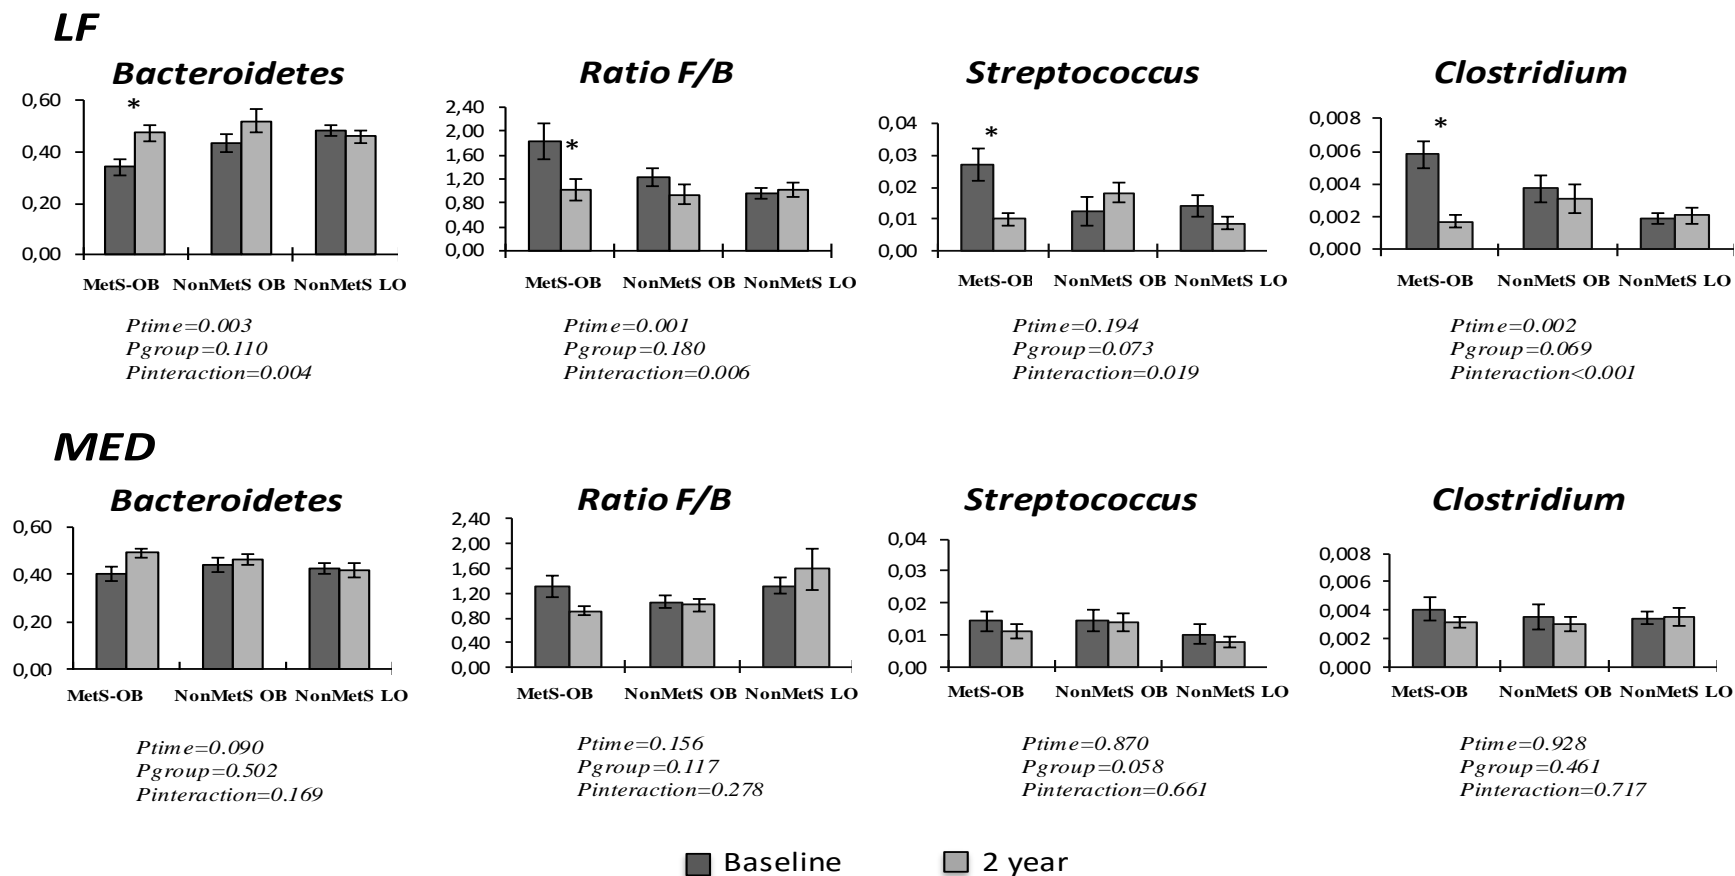 LF
Bacteroidetes
0,60
0,40
0,20
0,00
*
MetS-OB NonMetS OB NonMetS LO
Ptime=0.003
Pgroup=0.110
Pinteraction=0.004
Ratio F/B
2,40
2,00
1,60
1,20
0,80
0,40
0,00
*
MetS-OB NonMetS OB NonMetS LO
Ptime=0.001
Pgroup=0.180
Pinteraction=0.006
Streptococcus
0,04
0,03
0,02
0,01
0,00
*
MetS-OB NonMetS OB NonMetS LO
Ptime=0.194
Pgroup=0.073
Pinteraction=0.019
Clostridium
0,008
0,006
0,004
0,002
0,000
*
MetS-OB NonMetS OB NonMetS LO
Ptime=0.002
Pgroup=0.069
Pinteraction<0.001
MED
Bacteroidetes
0,60
0,40
0,20
0,00
MetS-OB NonMetS OB NonMetS LO
Ptime=0.090
Pgroup=0.502
Pinteraction=0.169
Ratio F/B
2,40
2,00
1,60
1,20
0,80
0,40
0,00
MetS-OB NonMetS OB NonMetS LO
Ptime=0.156
Pgroup=0.117
Pinteraction=0.278
Streptococcus
0,04
0,03
0,02
0,01
0,00
MetS-OB NonMetS OB NonMetS LO
Ptime=0.870
Pgroup=0.058
Pinteraction=0.661
Clostridium
0,008
0,006
0,004
0,002
0,000
MetS-OB NonMetS OB NonMetS LO
Ptime=0.928
Pgroup=0.461
Pinteraction=0.717
Baseline 2 year